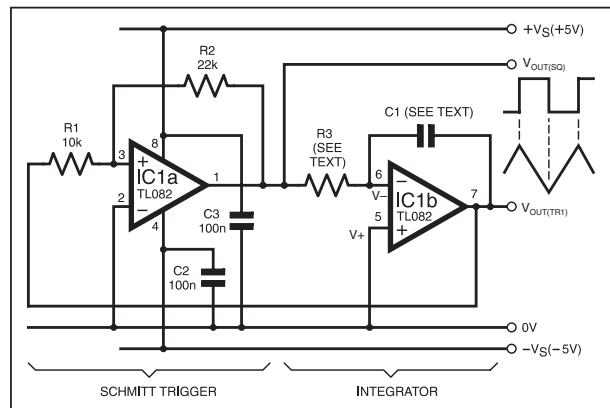 +VS(+5V)
R2
22k
VOUT(SQ)
C1 (SEE TEXT)
R1
10k
R3
(SEE
TEXT)
8
3
+
IC1a
TL082
1
2
−
4
6
−
V−
IC1b
TL082
7
5
+
V+
VOUT(TR1)
C3
100n
C2
100n
0V
−VS(−5V)
SCHMITT TRIGGER
INTEGRATOR